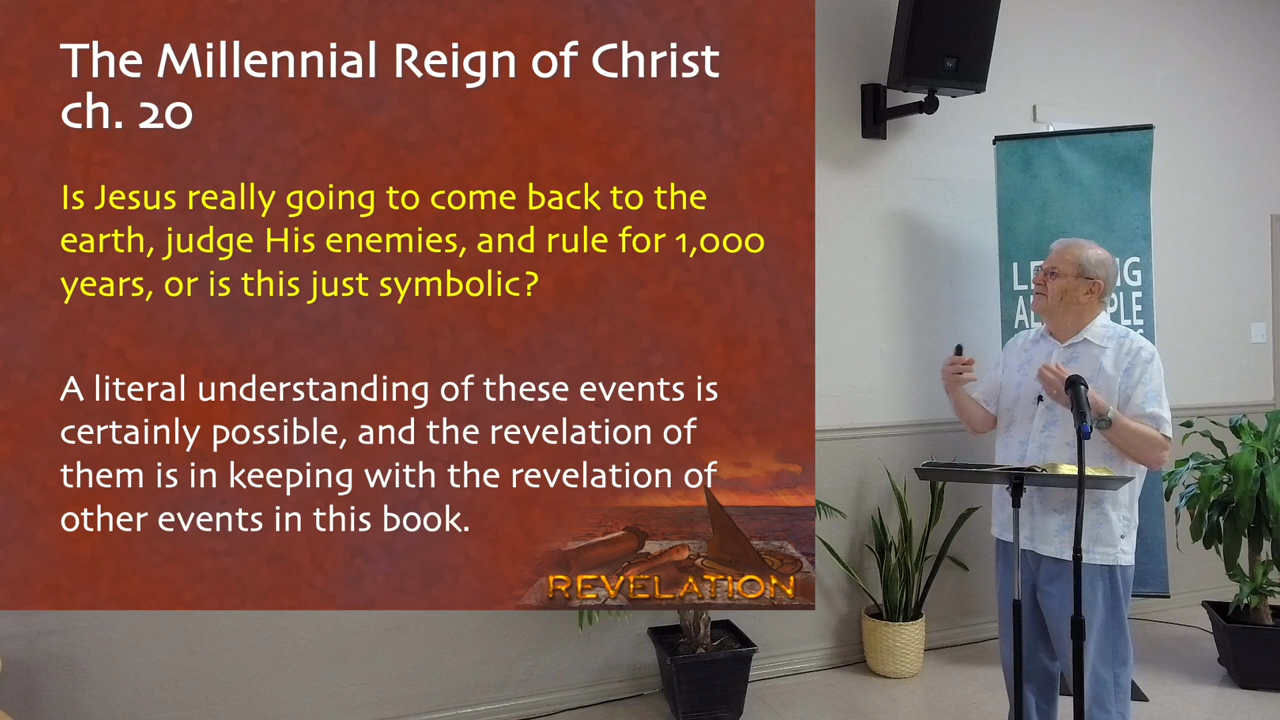 The Millennial Reign of Christ
ch. 20
Is Jesus really going to come back to the
earth, judge His enemies, and rule for 1,000
years, or is this just symbolic?
A literal understanding of these events is
certainly possible, and the revelation of
them is in keeping with the revelation of
other events in this book.
REVELATION